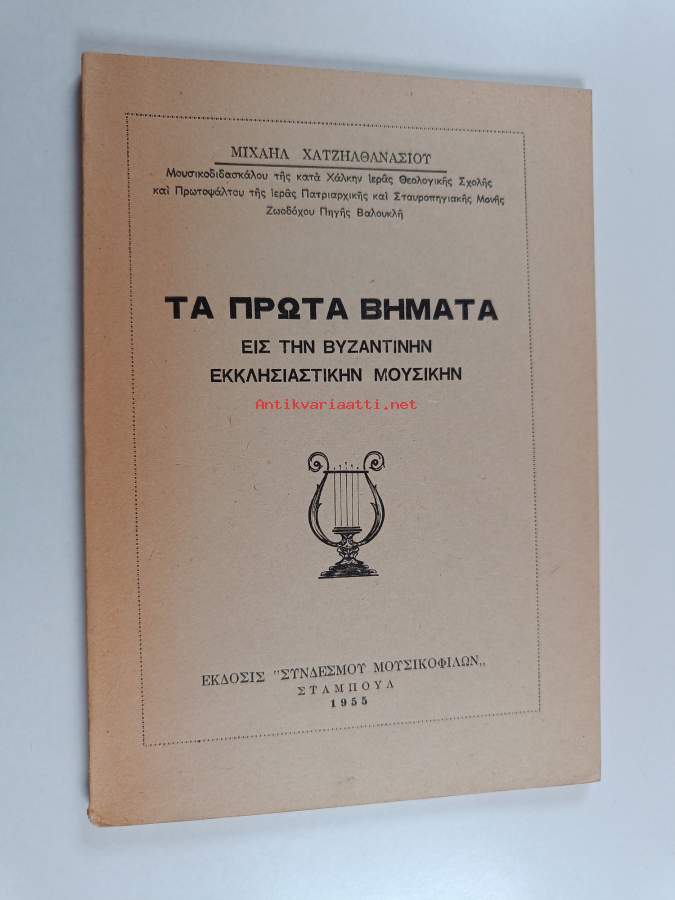 ΜΙΧΑΗΛ ΧΑΤΖΗΑΘΑΝΑΣΙΟΥ
Μουσικοδιδασκάλου τῆς κατὰ Χάλκην Ἱερᾶς Θεολογικῆς Σχολῆς
καὶ Πρωτοψάλτου τῆς Ἱερᾶς Πατριαρχικῆς καὶ Σταυροπηγιακῆς Μονῆς
Ζωοδόχου Πηγῆς Βαλουκλῆ
ΤΑ ΠΡΩΤΑ ΒΗΜΑΤΑ
ΕΙΣ ΤΗΝ ΒΥΖΑΝΤΙΝΗΝ
ΕΚΚΛΗΣΙΑΣΤΙΚΗΝ ΜΟΥΣΙΚΗΝ
Antikvariaatti.net
ΕΚΔΟΣΙΣ "ΣΥΝΔΕΣΜΟΥ ΜΟΥΣΙΚΟΦΙΛΩΝ,,
ΣΤΑΜΠΟΥΛ
1955